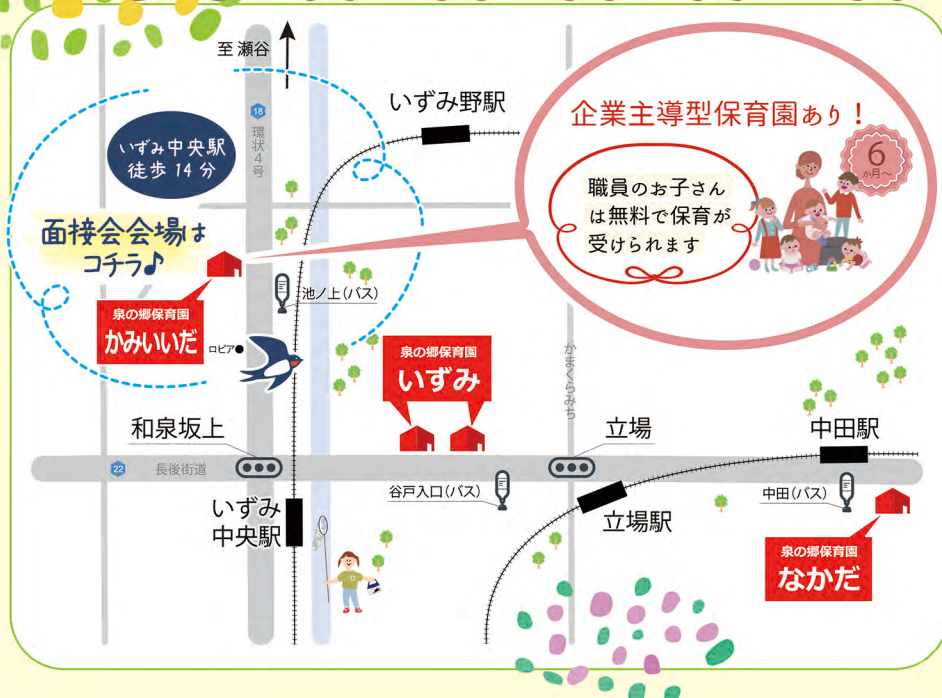 至 瀬谷
18
環状4号
いずみ野駅
いずみ中央駅
徒歩 14 分
面接会会場は
コチラ♪
企業主導型保育園あり！
6
か月～
職員のお子さん
は無料で保育が
受けられます
池ノ上（バス）
泉の郷保育園
かみいいだ
ロピア
泉の郷保育園
いずみ
かまくらみち
和泉坂上
立場
中田駅
22
長後街道
谷戸入口（バス）
中田（バス）
いずみ
中央駅
立場駅
泉の郷保育園
なかだ